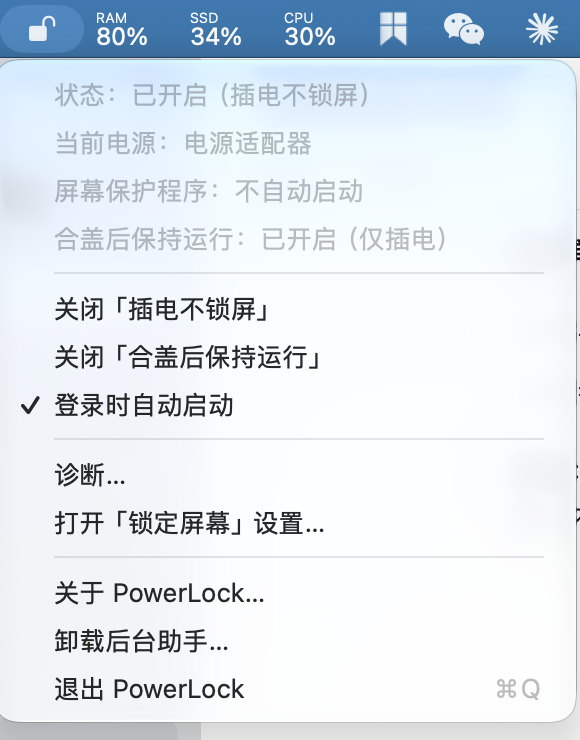 RAM SSD CPU
80% 34% 30%
状态：已开启（插电不锁屏）
当前电源：电源适配器
屏幕保护程序：不自动启动
合盖后保持运行：已开启（仅插电）
关闭「插电不锁屏」
关闭「合盖后保持运行」
✓ 登录时自动启动
诊断...
打开「锁定屏幕」设置...
关于 PowerLock...
卸载后台助手...
退出 PowerLock ⌘Q